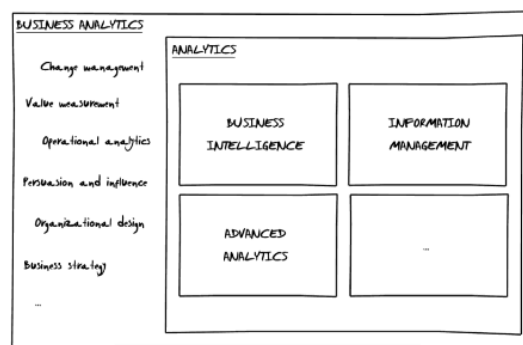 BUSINESS ANALYTICS
Change management
Value measurement
Operational analytics
Persuasion and influence
Organizational design
Business strategy
...
ANALYTICS
BUSINESS
INTELLIGENCE
INFORMATION
MANAGEMENT
ADVANCED
ANALYTICS
...